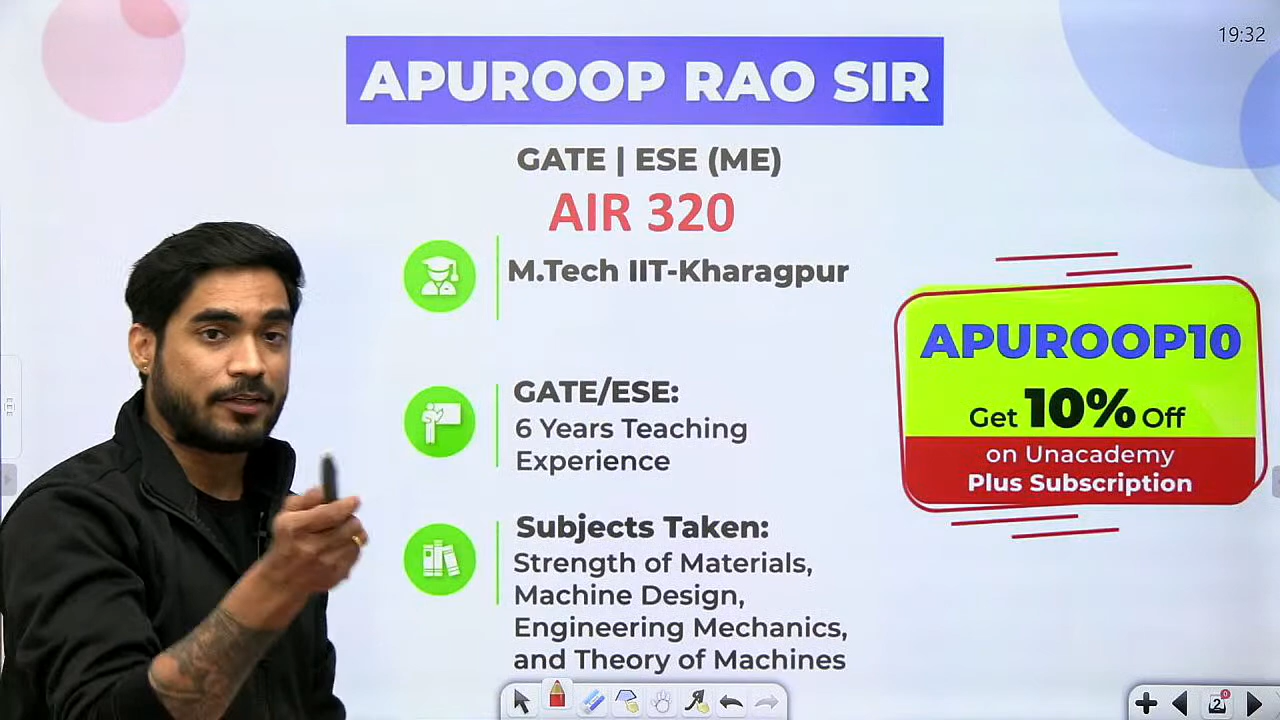 19:32
APUROOP RAO SIR
GATE | ESE (ME)
AIR 320
M.Tech IIT-Kharagpur
APUROOP10
Get 10% Off
on Unacademy
Plus Subscription
GATE/ESE:
6 Years Teaching
Experience
Subjects Taken:
Strength of Materials,
Machine Design,
Engineering Mechanics,
and Theory of Machines
2
0